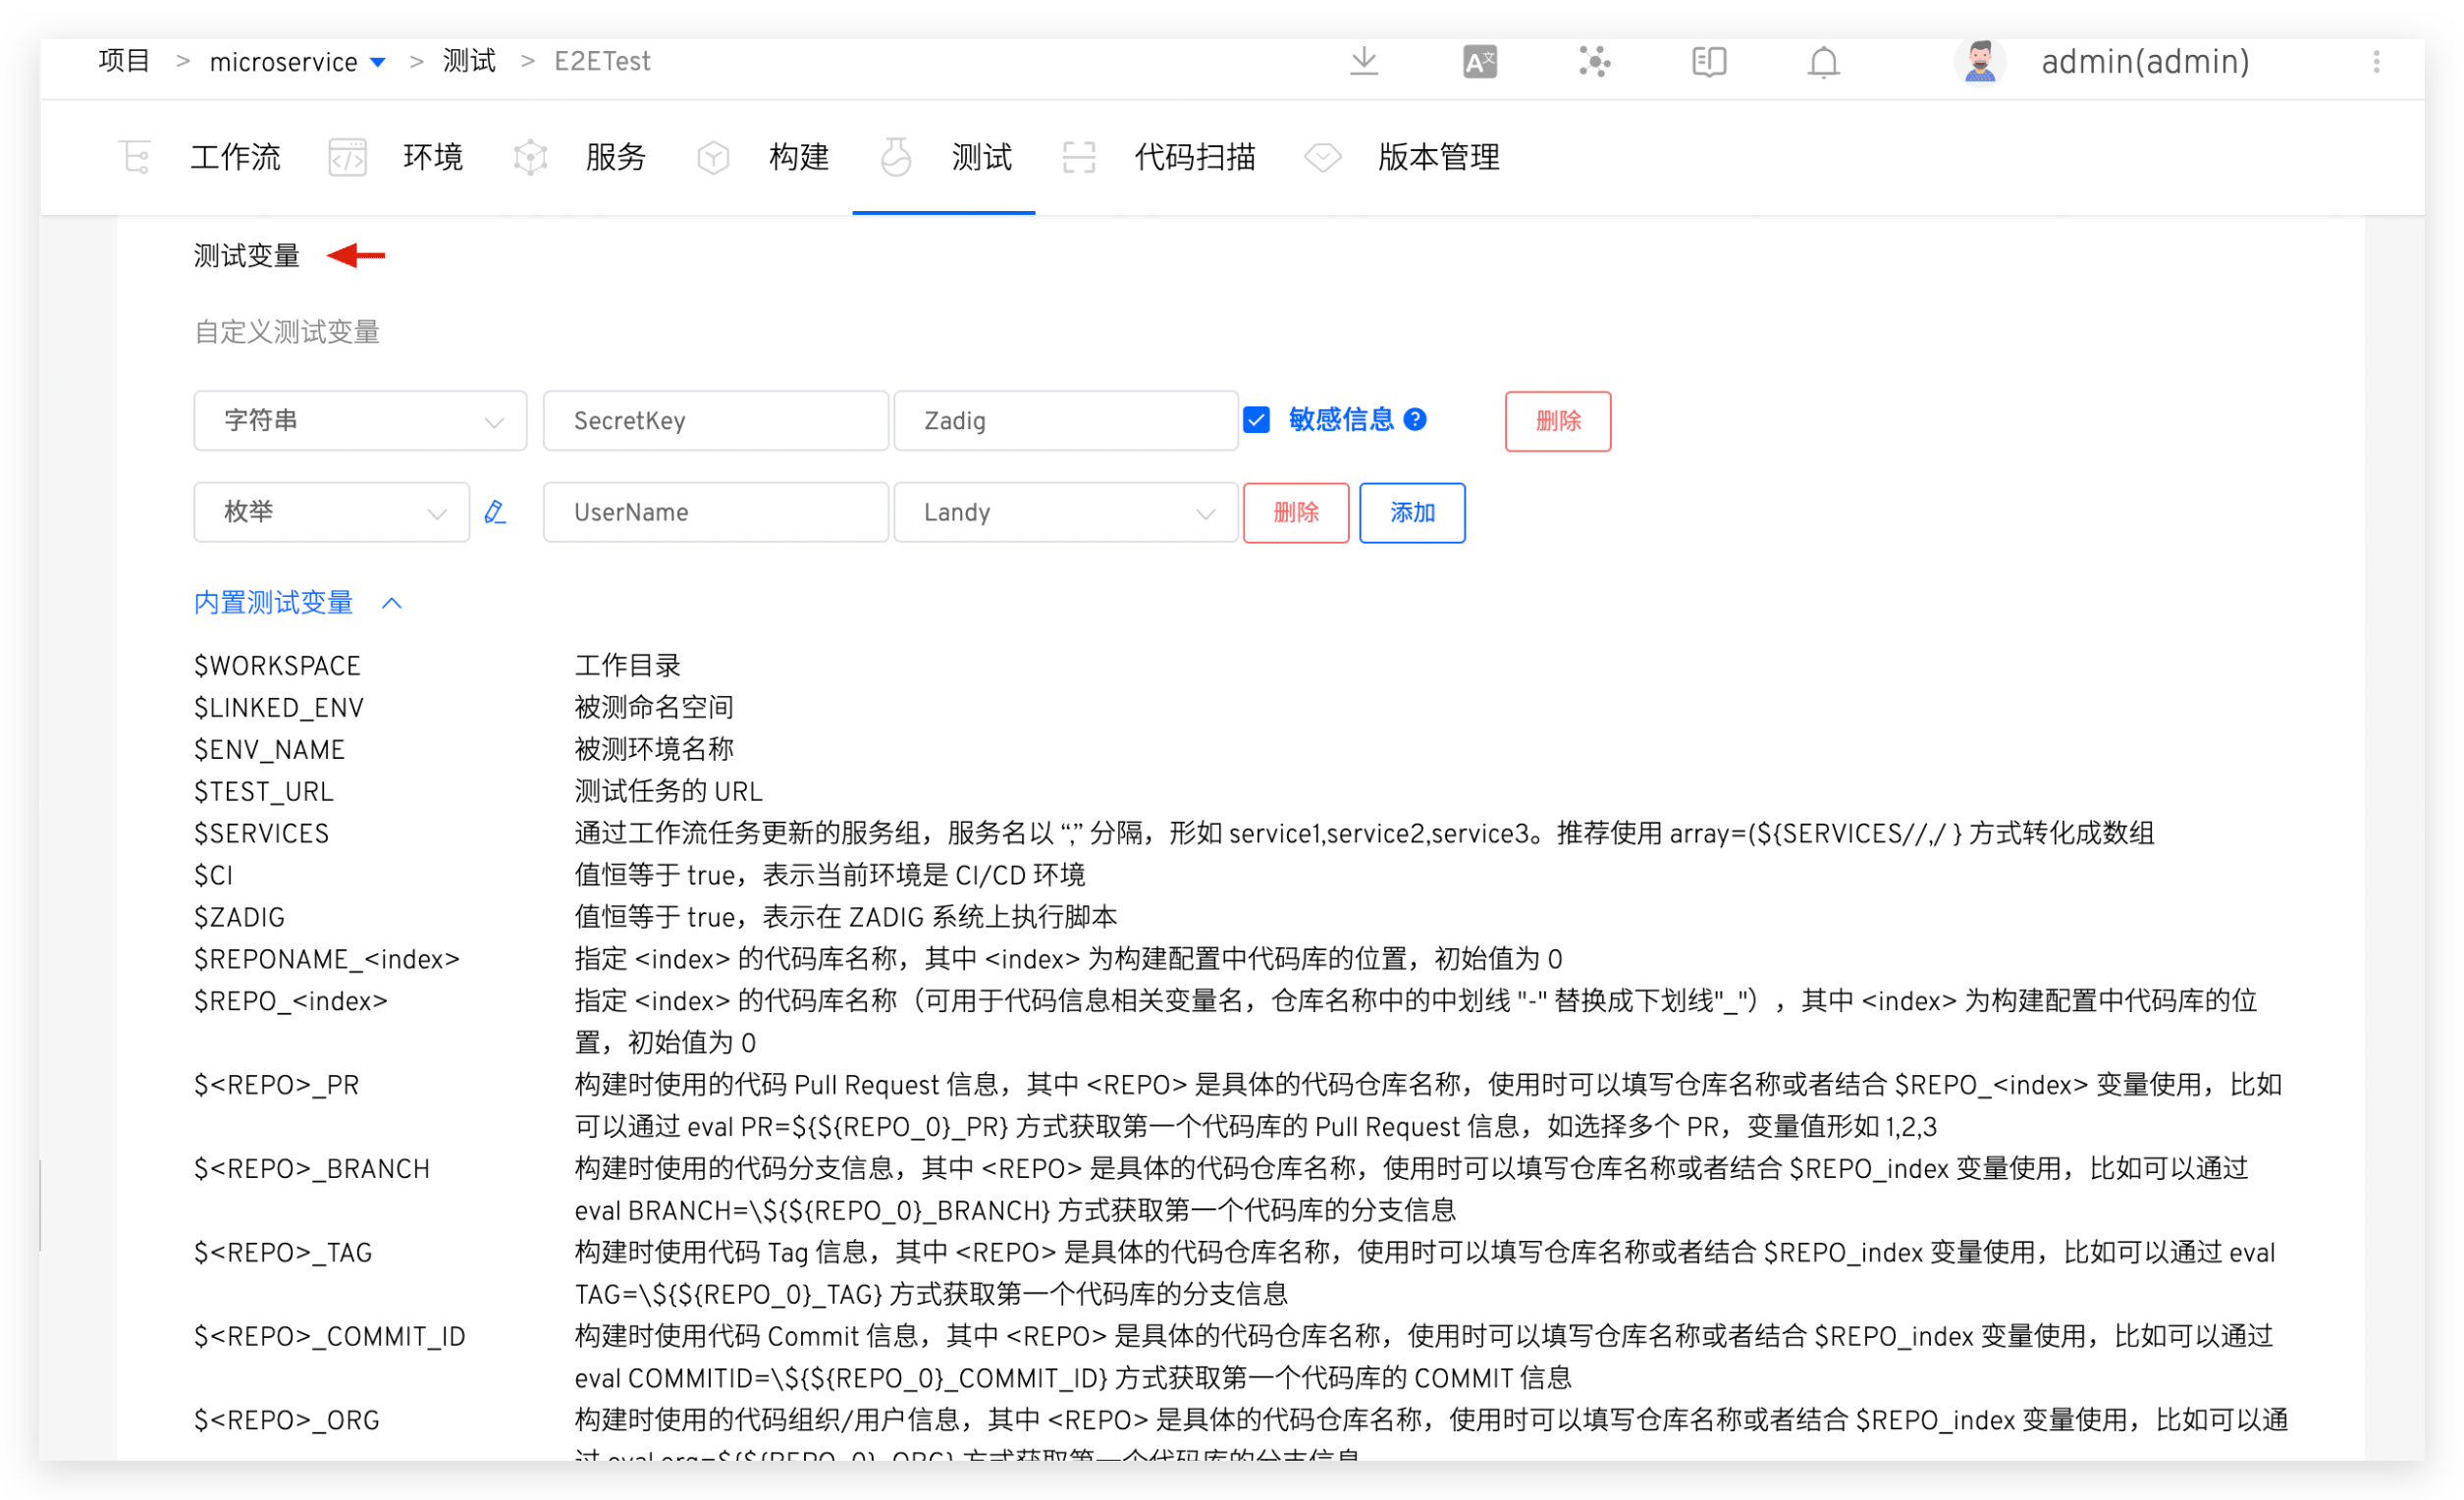 项目 > microservice > 测试 > E2ETest admin(admin)
工作流 环境 服务 构建 测试 代码扫描 版本管理
测试变量
自定义测试变量
字符串 SecretKey Zadig 敏感信息 删除
枚举 UserName Landy 删除 添加
内置测试变量
$WORKSPACE 工作目录
$LINKED_ENV 被测命名空间
$ENV_NAME 被测环境名称
$TEST_URL 测试任务的 URL
$SERVICES 通过工作流任务更新的服务组，服务名以 “,” 分隔，形如 service1,service2,service3。推荐使用 array=(${SERVICES//,/ } 方式转化成数组
$CI 值恒等于 true，表示当前环境是 CI/CD 环境
$ZADIG 值恒等于 true，表示在 ZADIG 系统上执行脚本
$REPONAME_<index> 指定 <index> 的代码库名称，其中 <index> 为构建配置中代码库的位置，初始值为 0
$REPO_<index> 指定 <index> 的代码库名称（可用于代码信息相关变量名，仓库名称中的中划线 "-" 替换成下划线"_"），其中 <index> 为构建配置中代码库的位
置，初始值为 0
$<REPO>_PR 构建时使用的代码 Pull Request 信息，其中 <REPO> 是具体的代码仓库名称，使用时可以填写仓库名称或者结合 $REPO_<index> 变量使用，比如
可以通过 eval PR=${${REPO_0}_PR} 方式获取第一个代码库的 Pull Request 信息，如选择多个 PR，变量值形如 1,2,3
$<REPO>_BRANCH 构建时使用的代码分支信息，其中 <REPO> 是具体的代码仓库名称，使用时可以填写仓库名称或者结合 $REPO_index 变量使用，比如可以通过
eval BRANCH=\${${REPO_0}_BRANCH} 方式获取第一个代码库的分支信息
$<REPO>_TAG 构建时使用代码 Tag 信息，其中 <REPO> 是具体的代码仓库名称，使用时可以填写仓库名称或者结合 $REPO_index 变量使用，比如可以通过 eval
TAG=\${${REPO_0}_TAG} 方式获取第一个代码库的分支信息
$<REPO>_COMMIT_ID 构建时使用代码 Commit 信息，其中 <REPO> 是具体的代码仓库名称，使用时可以填写仓库名称或者结合 $REPO_index 变量使用，比如可以通过
eval COMMITID=\${${REPO_0}_COMMIT_ID} 方式获取第一个代码库的 COMMIT 信息
$<REPO>_ORG 构建时使用的代码组织/用户信息，其中 <REPO> 是具体的代码仓库名称，使用时可以填写仓库名称或者结合 $REPO_index 变量使用，比如可以通
过 eval org=${${REPO_0}_ORG} 方式获取第一个代码库的分支信息